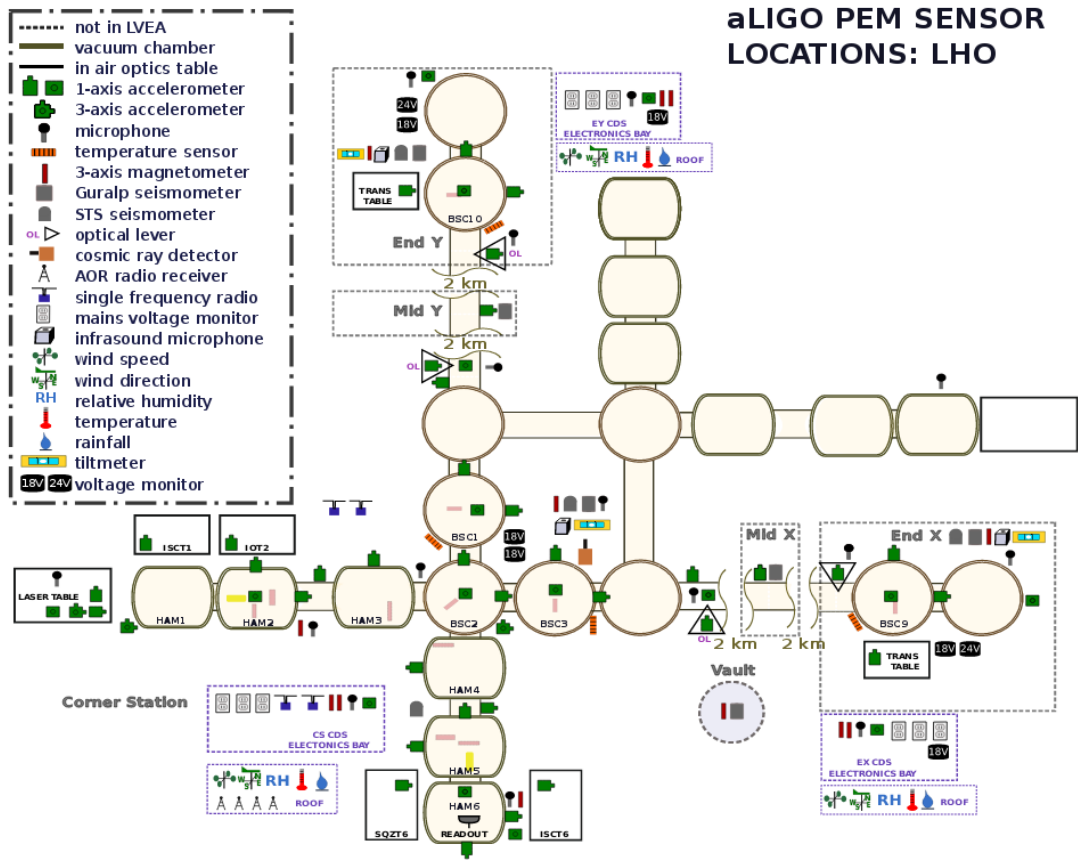 aLIGO PEM SENSOR
LOCATIONS: LHO
not in LVEA
vacuum chamber
in air optics table
1-axis accelerometer
3-axis accelerometer
microphone
temperature sensor
3-axis magnetometer
Guralp seismometer
STS seismometer
OL optical lever
cosmic ray detector
AOR radio receiver
single frequency radio
mains voltage monitor
infrasound microphone
wind speed
W S N E wind direction
RH relative humidity
temperature
rainfall
tiltmeter
18V 24V voltage monitor
24V
18V
TRANS
TABLE
BSC10
End Y
OL
2 km
Mid Y
2 km
OL
18V
EY CDS
ELECTRONICS BAY
W S N E RH ROOF
ISCT1
IOT2
LASER TABLE
HAM1
HAM2
HAM3
BSC1
18V
18V
BSC2
BSC3
HAM4
HAM5
HAM6
READOUT
SQZT6
ISCT6
OL
2 km
Mid X
2 km
End X
BSC9
TRANS
TABLE
18V 24V
Vault
Corner Station
CS CDS
ELECTONICS BAY
W S N E RH
ROOF
18V
EX CDS
ELECTRONICS BAY
W S N E RH ROOF